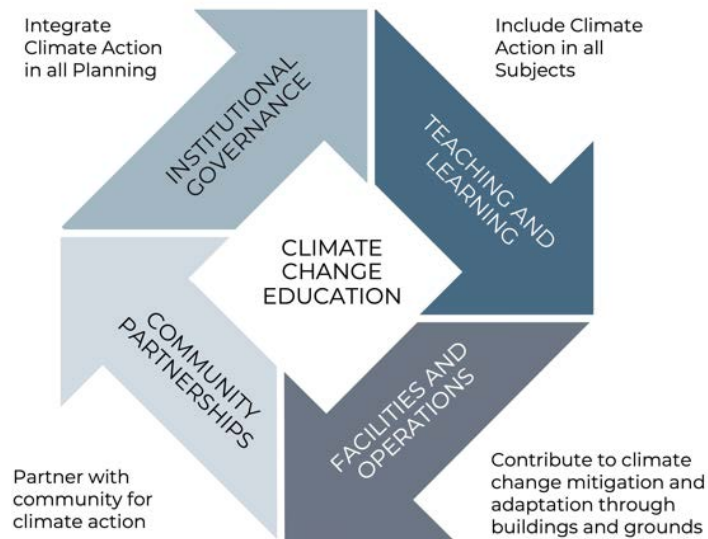 Integrate
Climate Action
in all Planning
Include Climate
Action in all
Subjects
INSTITUTIONAL
GOVERNANCE
TEACHING AND
LEARNING
CLIMATE
CHANGE
EDUCATION
COMMUNITY
PARTNERSHIPS
FACILITIES AND
OPERATIONS
Partner with
community for
climate action
Contribute to climate
change mitigation and
adaptation through
buildings and grounds